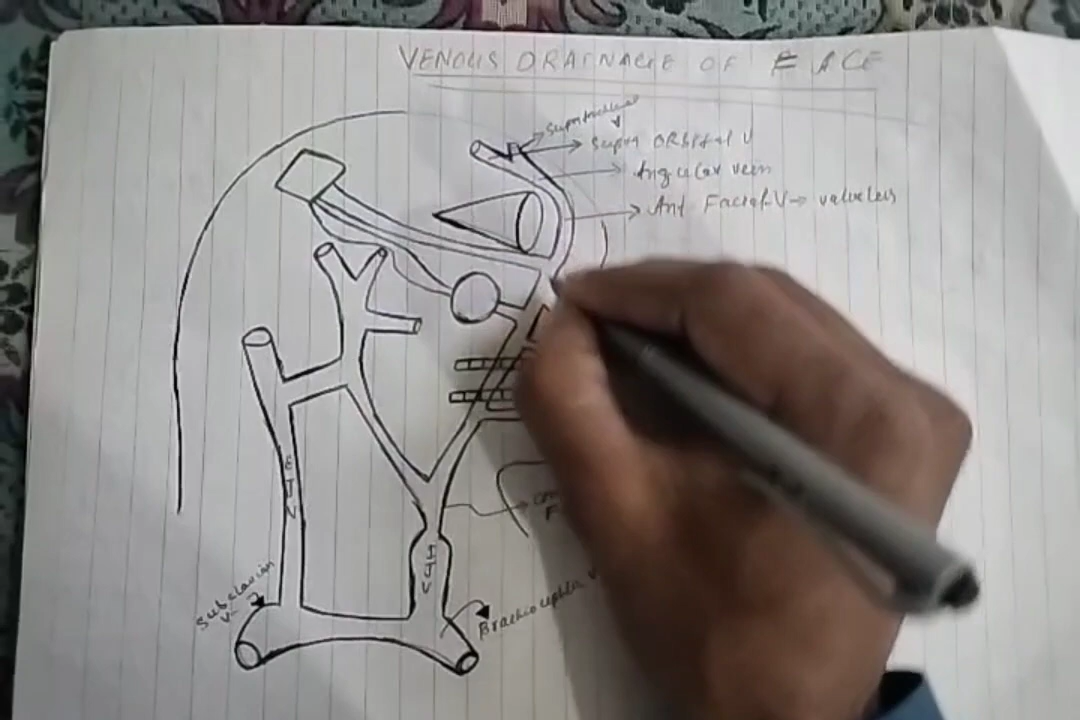 VENOUS DRAINAGE OF FACE
Supratrochlear
V
Supra ORBital V
Angular vein
Ant Facial-V→ valveless
EJV
IJV
Subclavian
V-
Brachiocephalic V